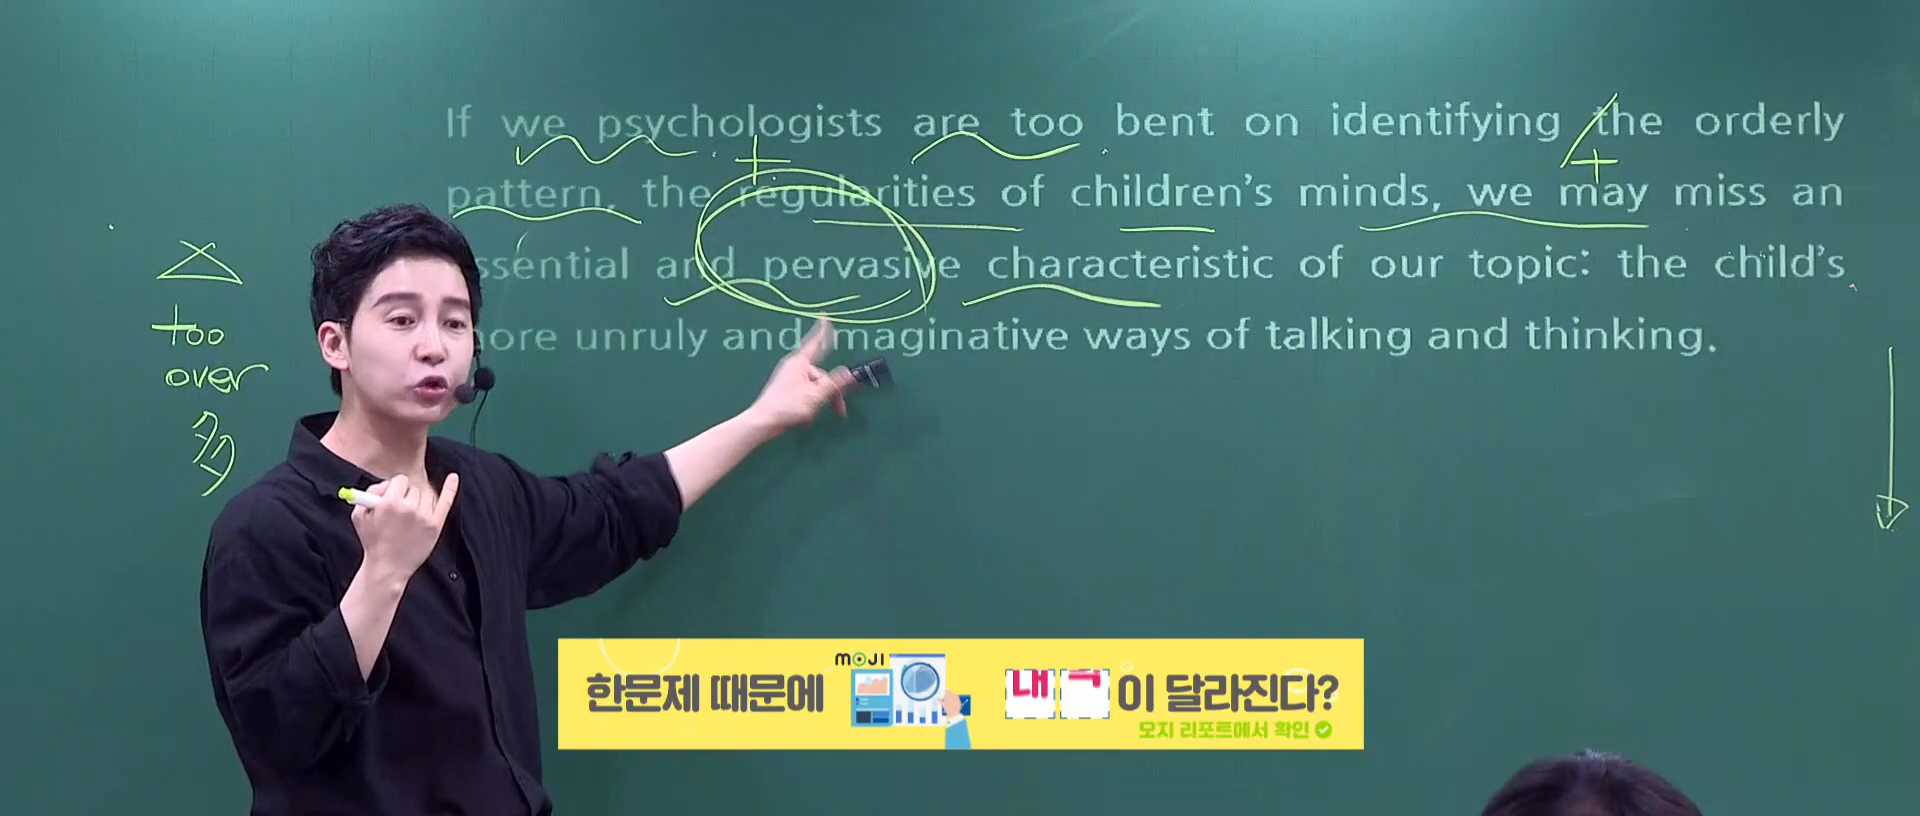 If we psychologists are too bent on identifying the orderly
pattern, the regularities of children's minds, we may miss an
essential and pervasive characteristic of our topic: the child's
more unruly and imaginative ways of talking and thinking.
too
over
多
한문제 때문에
MOJI
내
이 달라진다?
모지 리포트에서 확인